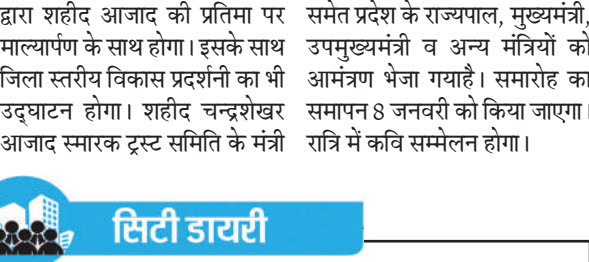 द्वारा शहीद आजाद की प्रतिमा पर
माल्यार्पण के साथ होगा। इसके साथ
जिला स्तरीय विकास प्रदर्शनी का भी
उद्घाटन होगा। शहीद चन्द्रशेखर
आजाद स्मारक ट्रस्ट समिति के मंत्री
समेत प्रदेश के राज्यपाल, मुख्यमंत्री,
उपमुख्यमंत्री व अन्य मंत्रियों को
आमंत्रण भेजा गयाहै। समारोह का
समापन 8 जनवरी को किया जाएगा।
रात्रि में कवि सम्मेलन होगा।
सिटी डायरी